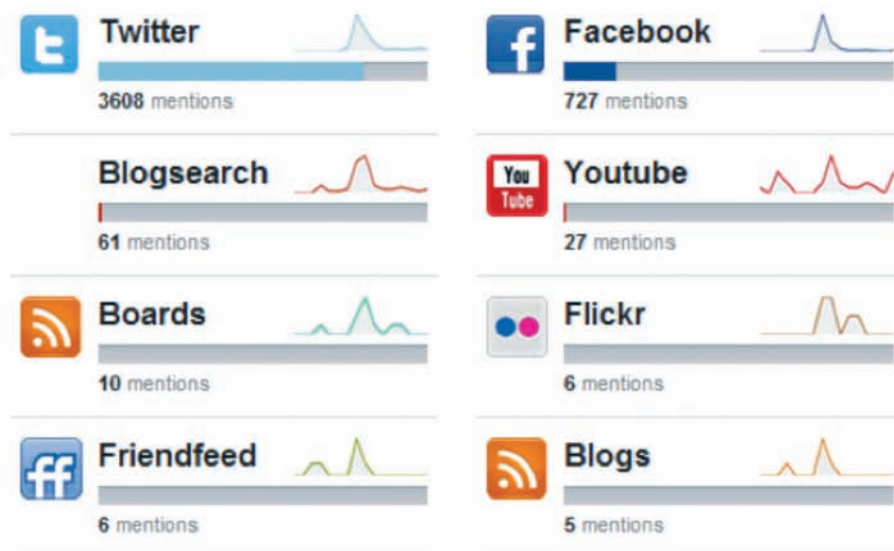 Twitter
3608 mentions
Facebook
727 mentions
Blogsearch
61 mentions
You
Tube
Youtube
27 mentions
Boards
10 mentions
Flickr
6 mentions
ff
Friendfeed
6 mentions
Blogs
5 mentions